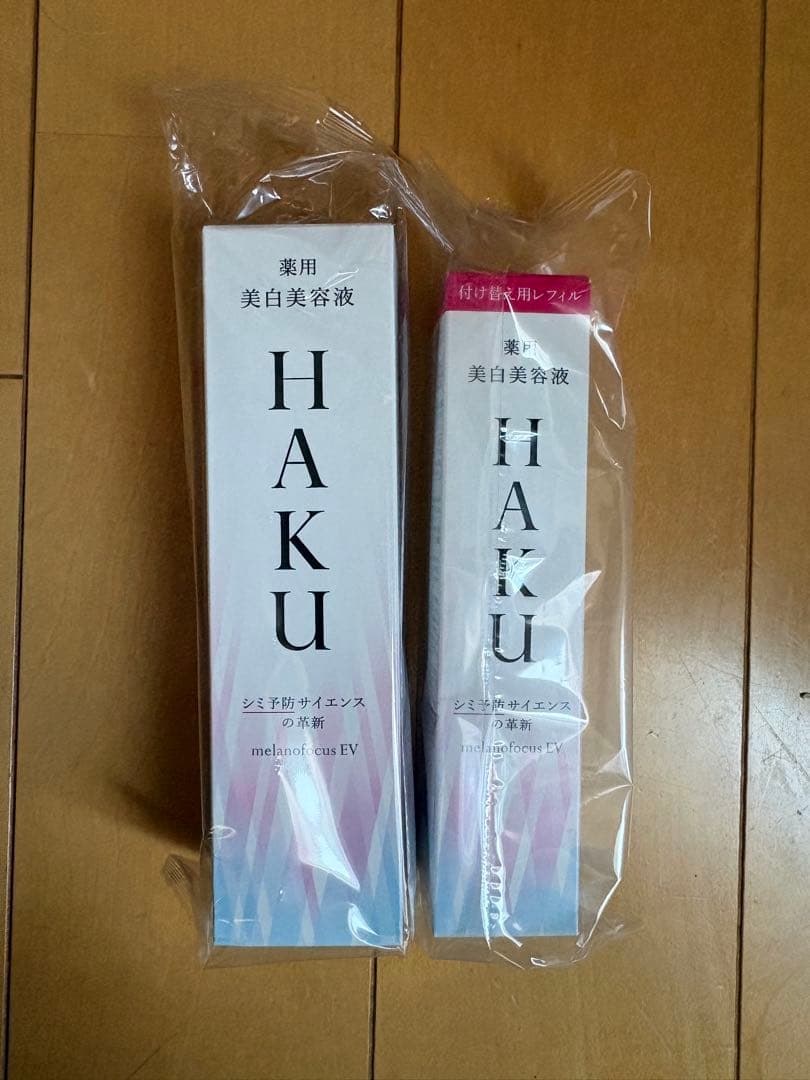 薬用
美白美容液
HAKU
シミ予防サイエンス
の革新
melanofocus EV
付け替え用レフィル
薬用
美白美容液
HAKU
シミ予防サイエンス
の革新
melanofocus EV